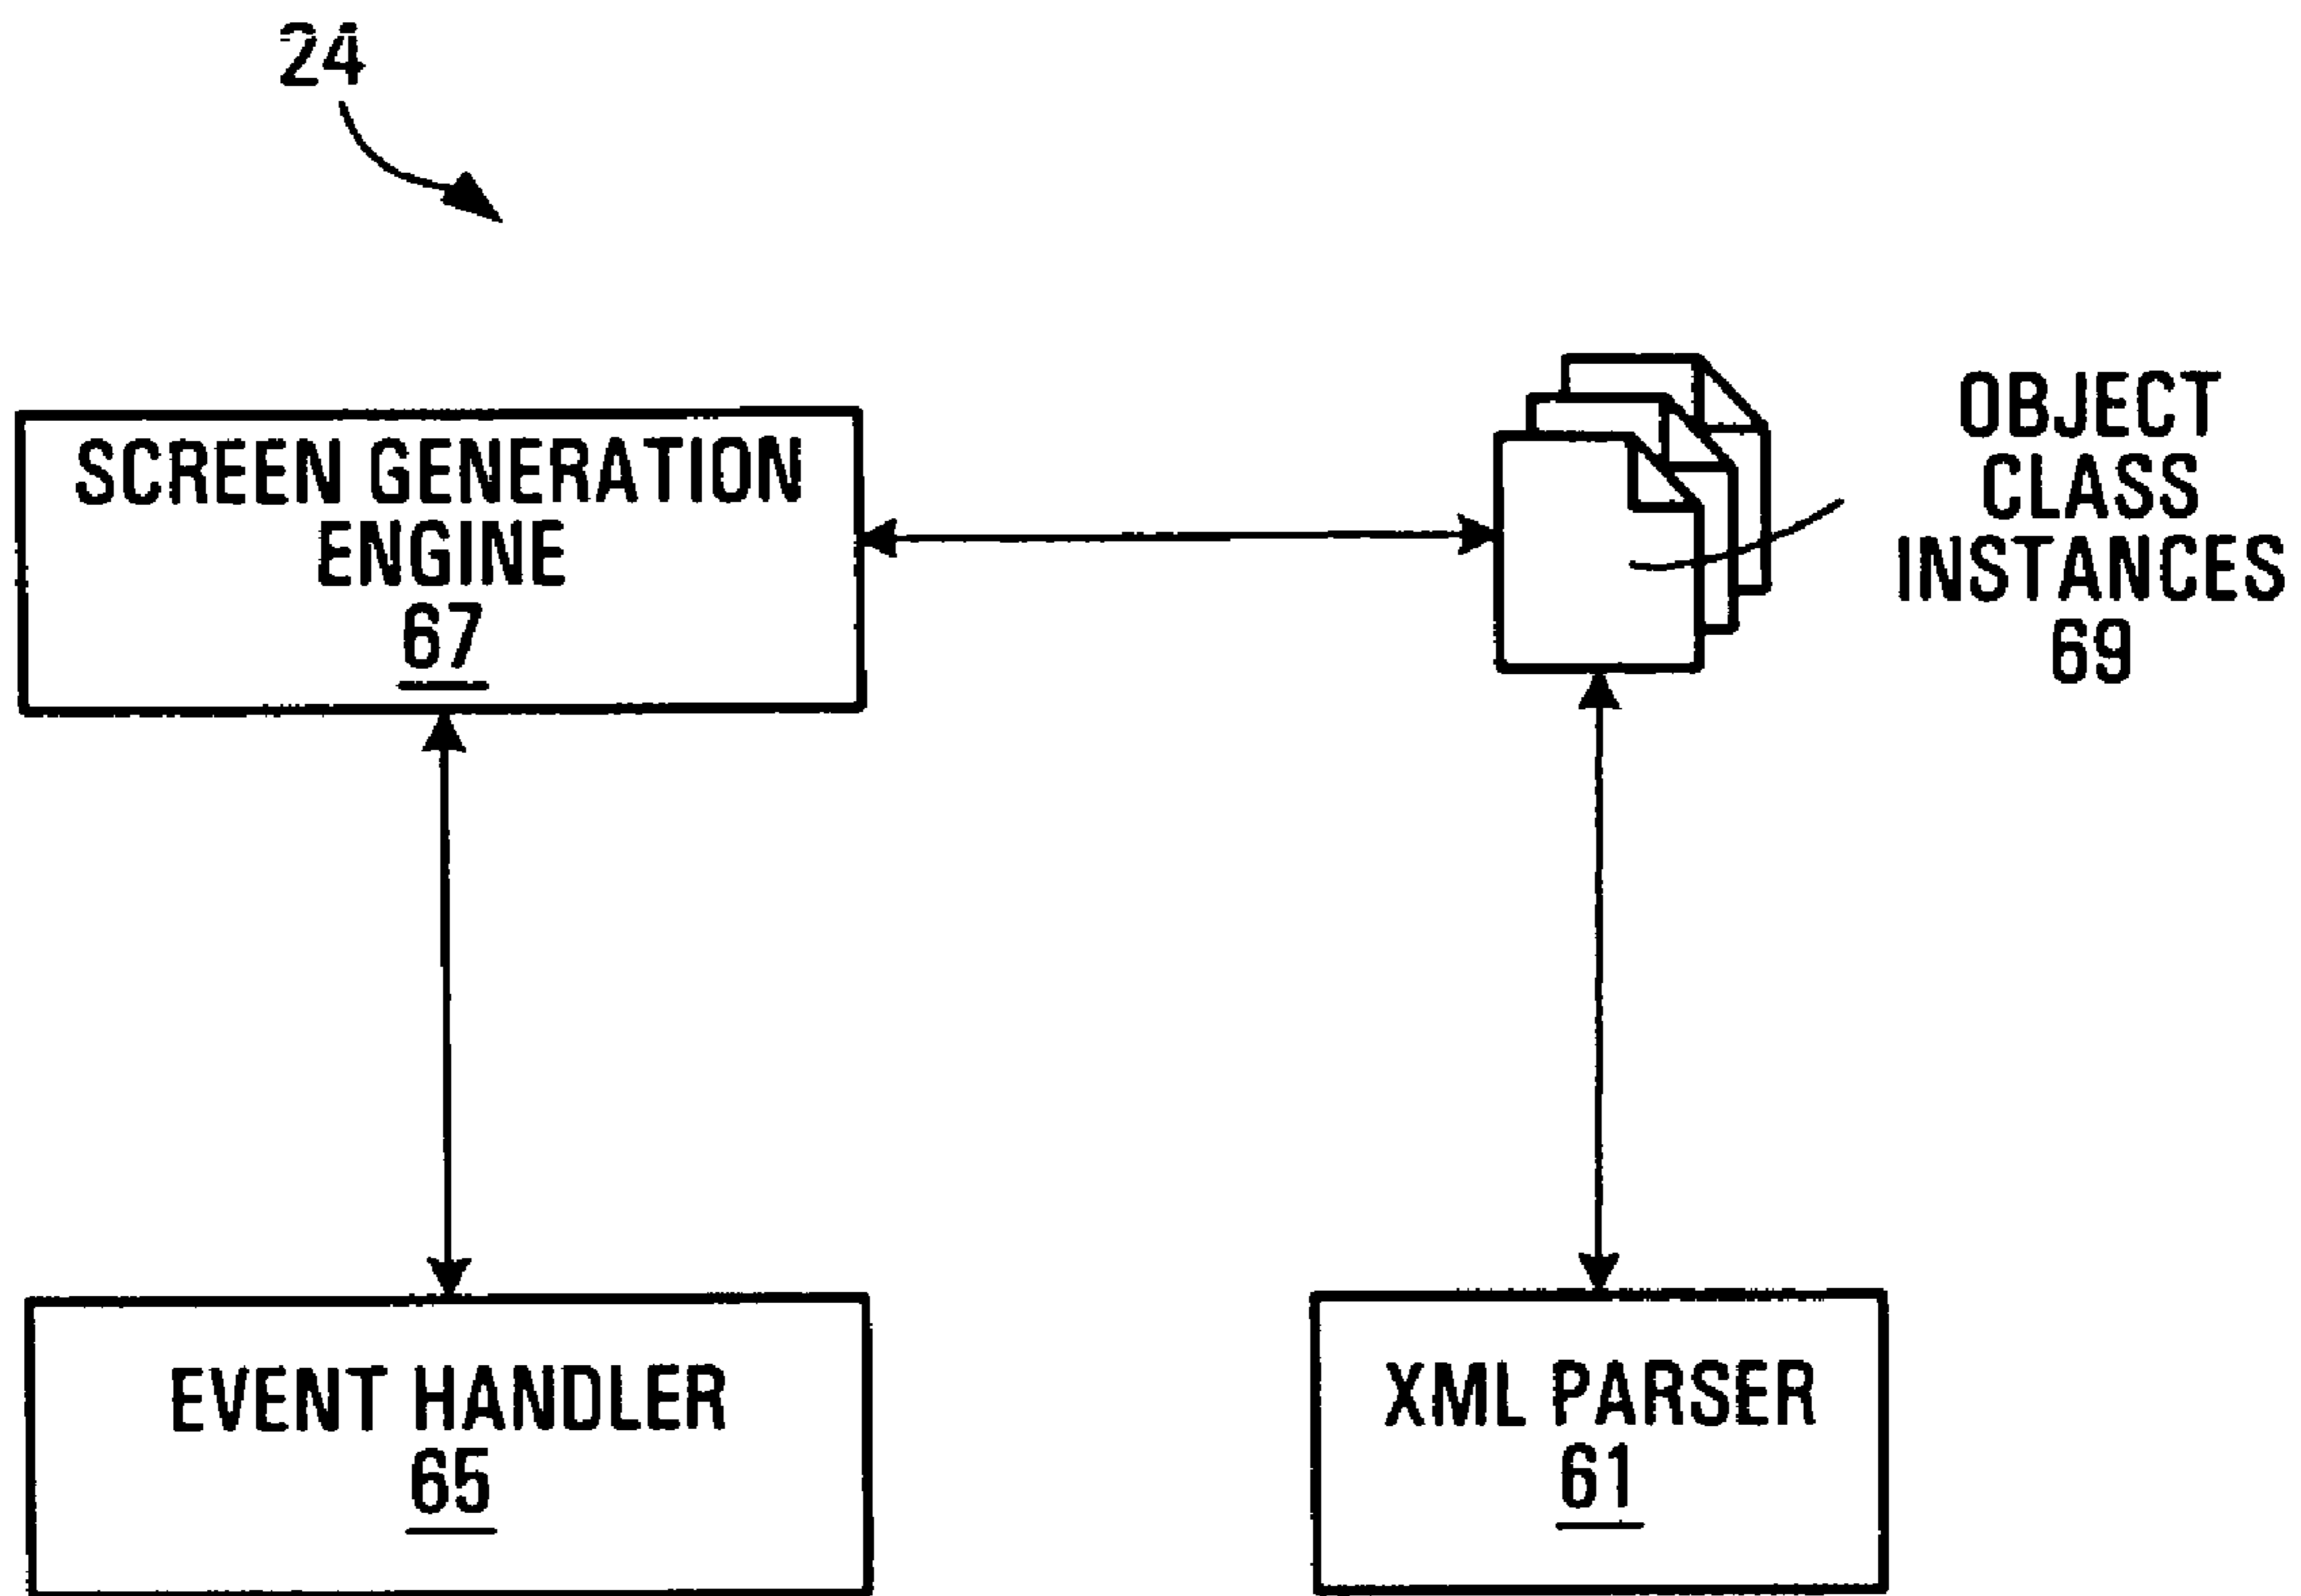 24
SCREEN GENERATION
ENGINE
67
OBJECT
CLASS
INSTANCES
69
EVENT HANDLER
65
XML PARSER
61